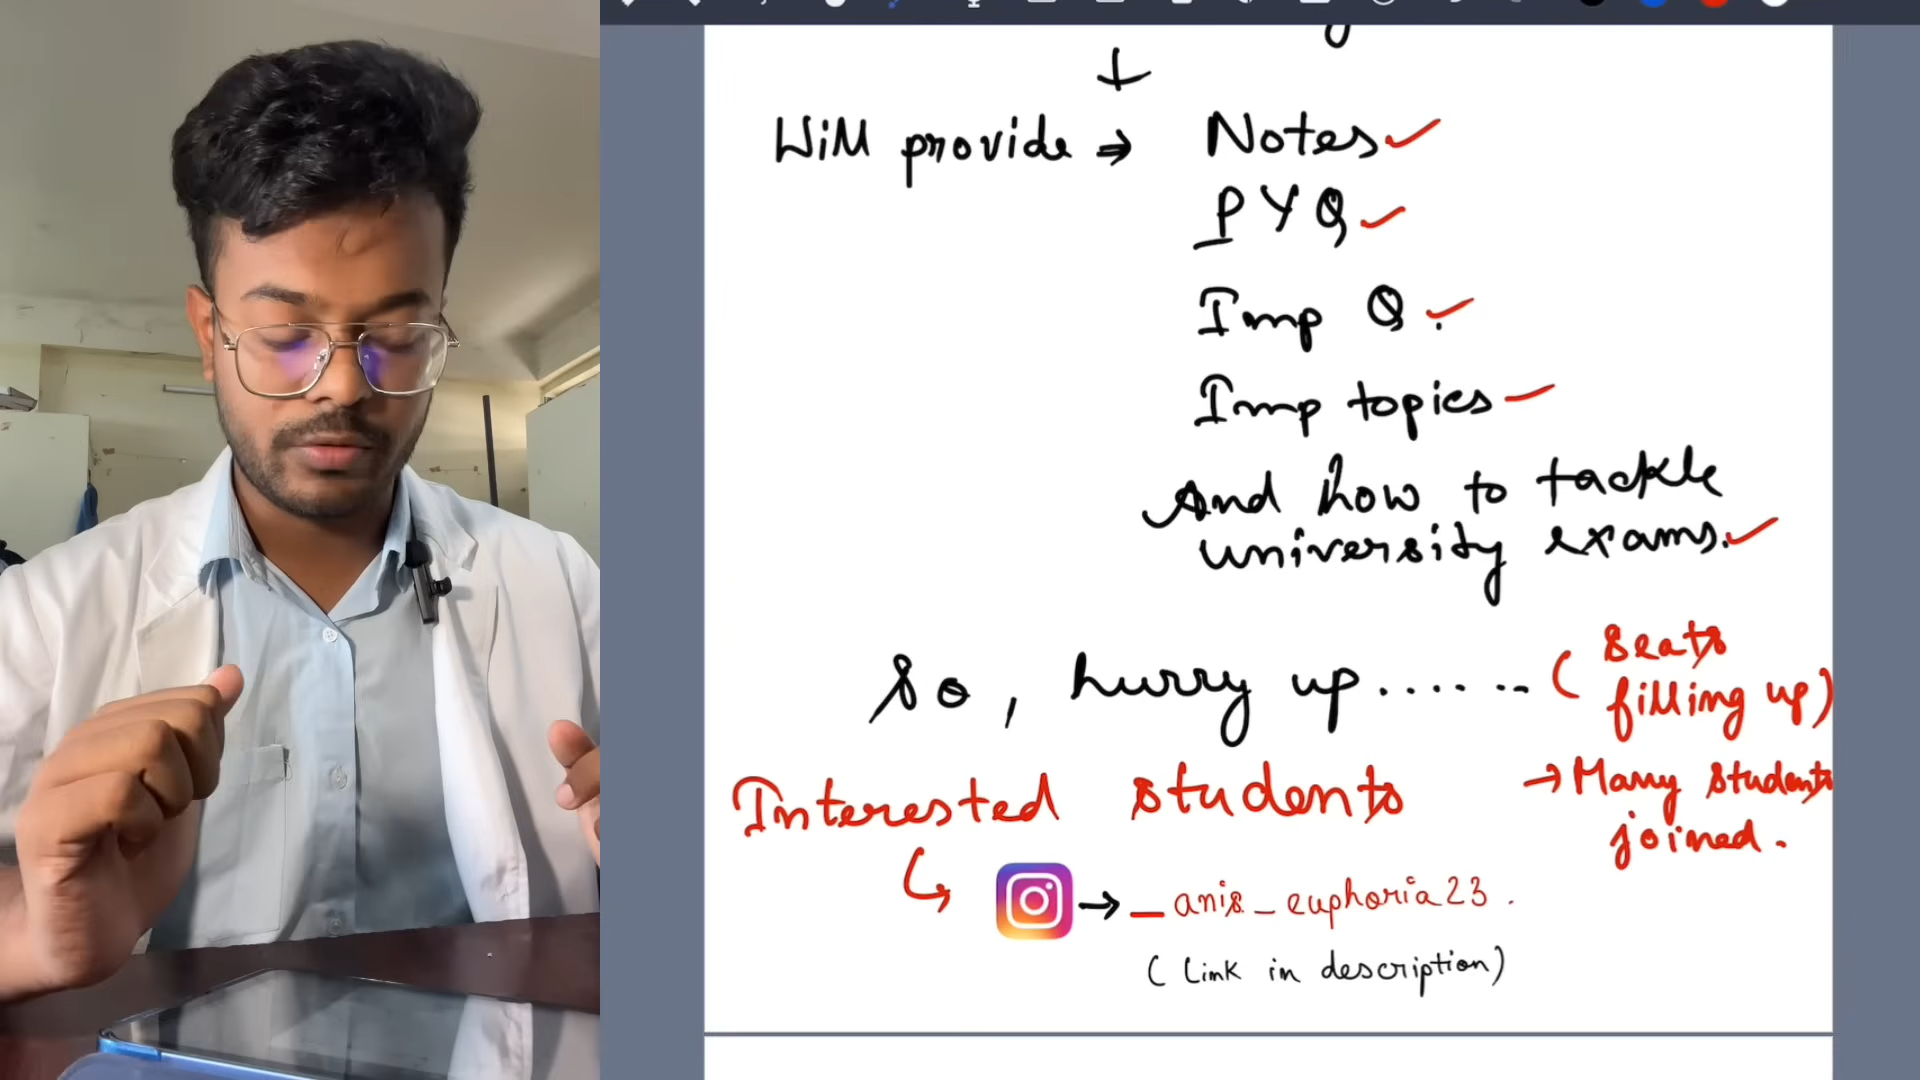 Will provide → Notes ✓
PYQ ✓
Imp Q. ✓
Imp topics
And how to tackle
university exams. ✓
So, hurry up....... (seats
filling up)
Interested students
→ Many students
joined.
→ _anis_euphoria23.
(Link in description)